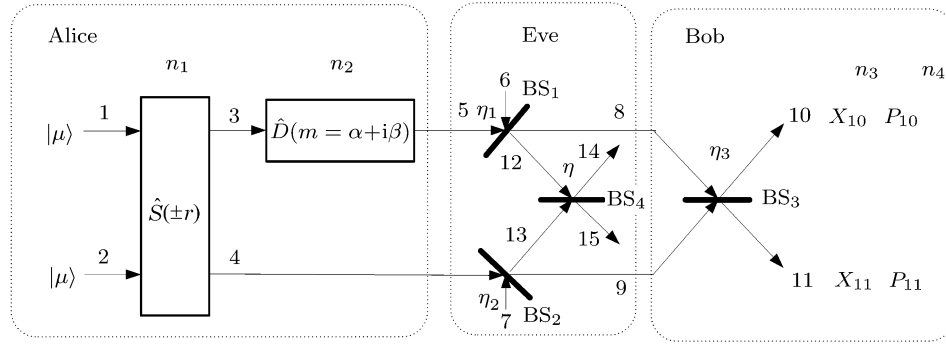 Alice
Eve
Bob
n₁
n₂
n₃
n₄
|μ⟩
1
3
5
η₁
6
BS₁
8
10
X₁₀
P₁₀
D̂(m = α+iβ)
12
14
η
η₃
Ŝ(±r)
BS₄
BS₃
13
15
|μ⟩
2
4
η₂
7
BS₂
9
11
X₁₁
P₁₁